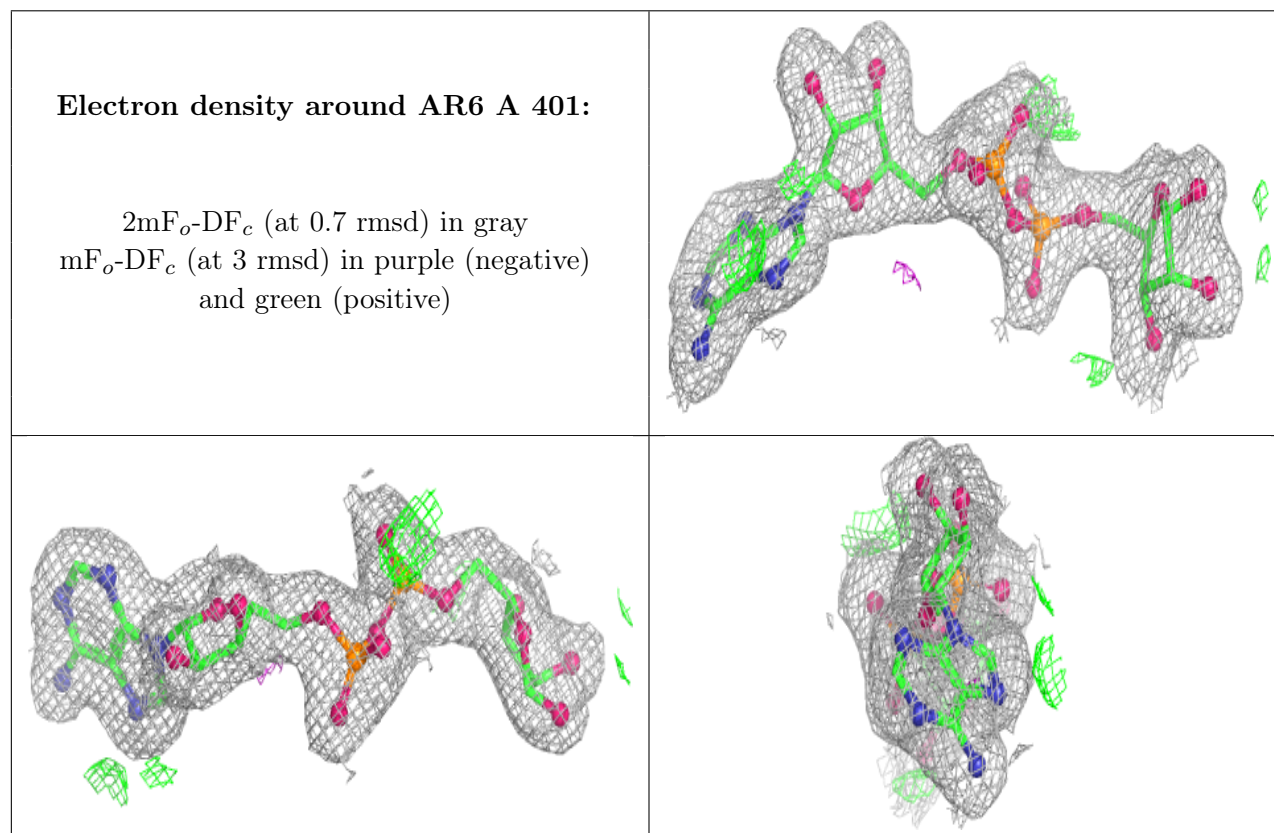 Electron density around AR6 A 401:
2mFₒ-DF𝒸 (at 0.7 rmsd) in gray
mFₒ-DF𝒸 (at 3 rmsd) in purple (negative)
and green (positive)